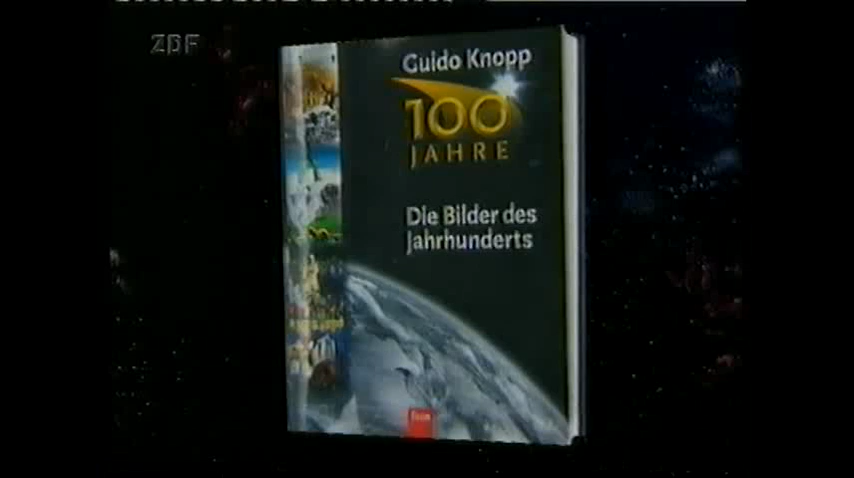 ZDF
Guido Knopp
100
JAHRE
Die Bilder des
Jahrhunderts